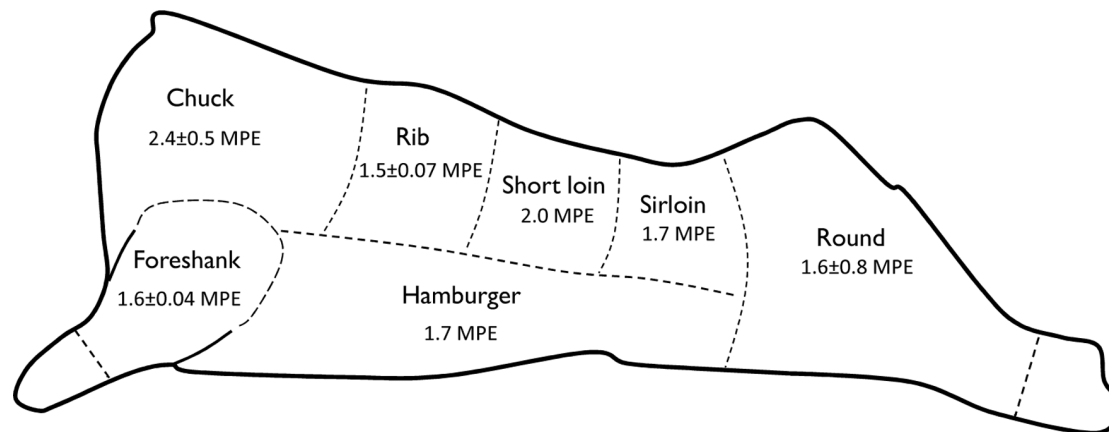 Chuck
2.4±0.5 MPE
Rib
1.5±0.07 MPE
Short loin
2.0 MPE
Sirloin
1.7 MPE
Round
1.6±0.8 MPE
Foreshank
1.6±0.04 MPE
Hamburger
1.7 MPE